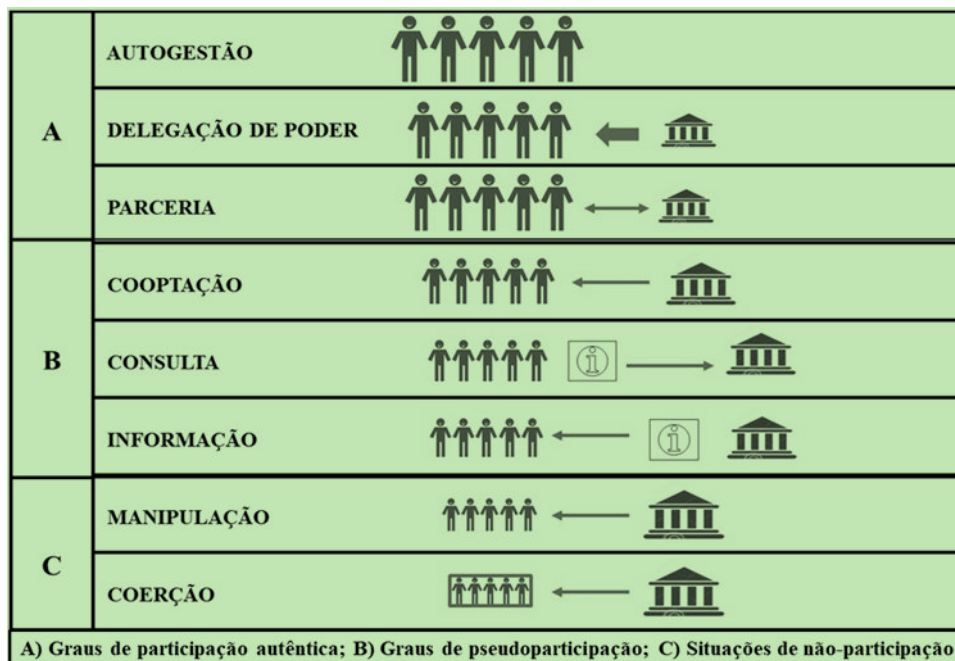 A
AUTOGESTÃO
DELEGAÇÃO DE PODER
PARCERIA
B
COOPTAÇÃO
CONSULTA
i
INFORMAÇÃO
i
C
MANIPULAÇÃO
COERÇÃO
A) Graus de participação autêntica; B) Graus de pseudoparticipação; C) Situações de não-participação